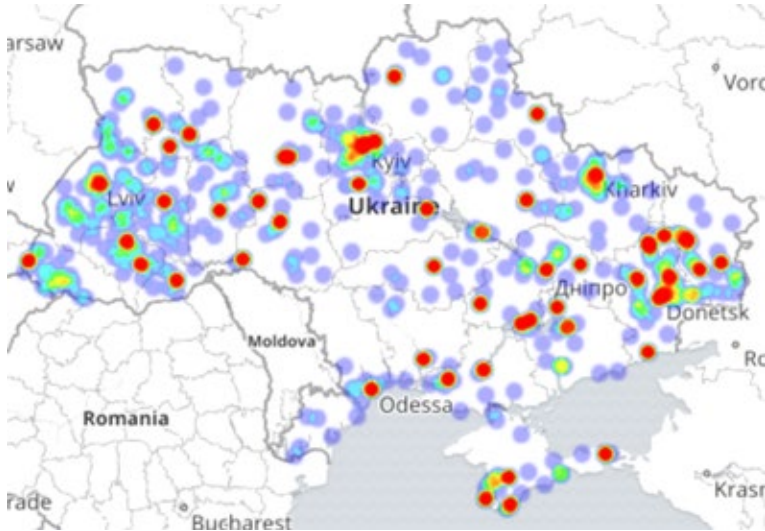 arsaw
Voro
Kyiv
Kharkiv
Lviv
Ukraine
Дніпро
Donetsk
Moldova
Ro
Odessa
Romania
Krasn
rade
Bucharest